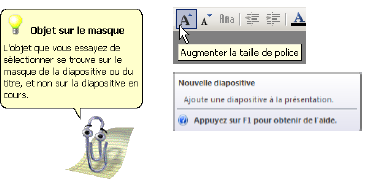 Objet sur le masque
L'objet que vous essayez de
sélectionner se trouve sur le
masque de la diapositive ou du
titre, et non sur la diapositive en
cours.
A A Aaa A
Augmenter la taille de police
Nouvelle diapositive
Ajoute une diapositive à la présentation.
Appuyez sur F1 pour obtenir de l'aide.